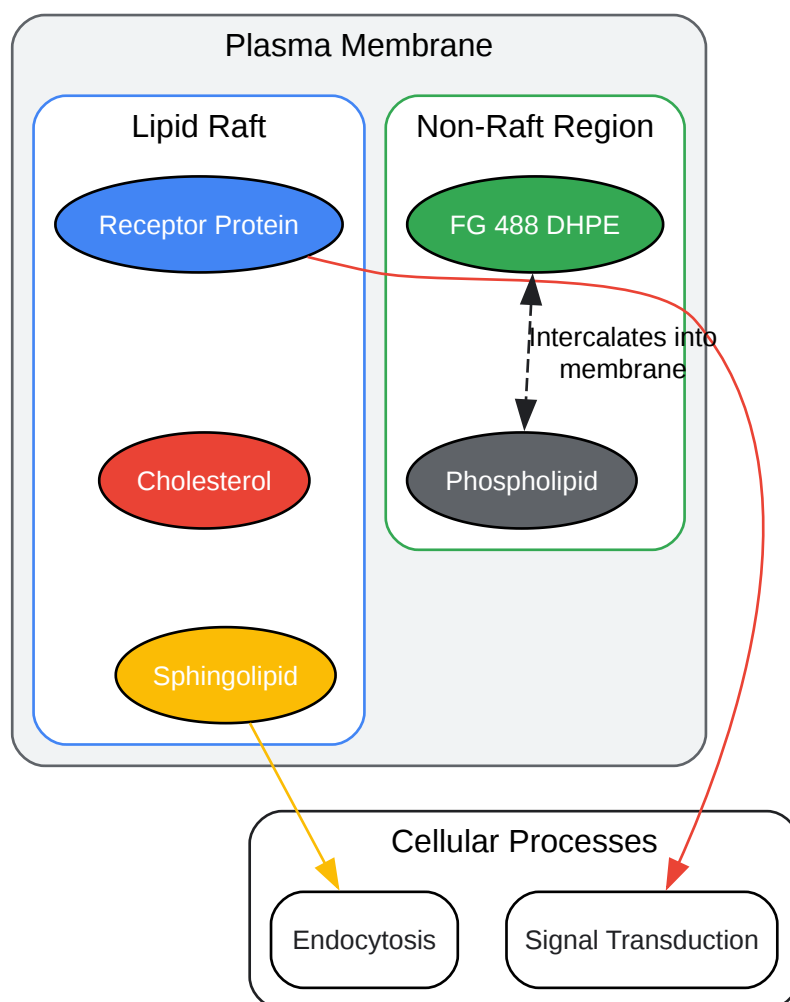 Plasma Membrane
Lipid Raft
Non-Raft Region
Receptor Protein
FG 488 DHPE
Intercalates into
membrane
Cholesterol
Phospholipid
Sphingolipid
Cellular Processes
Endocytosis
Signal Transduction